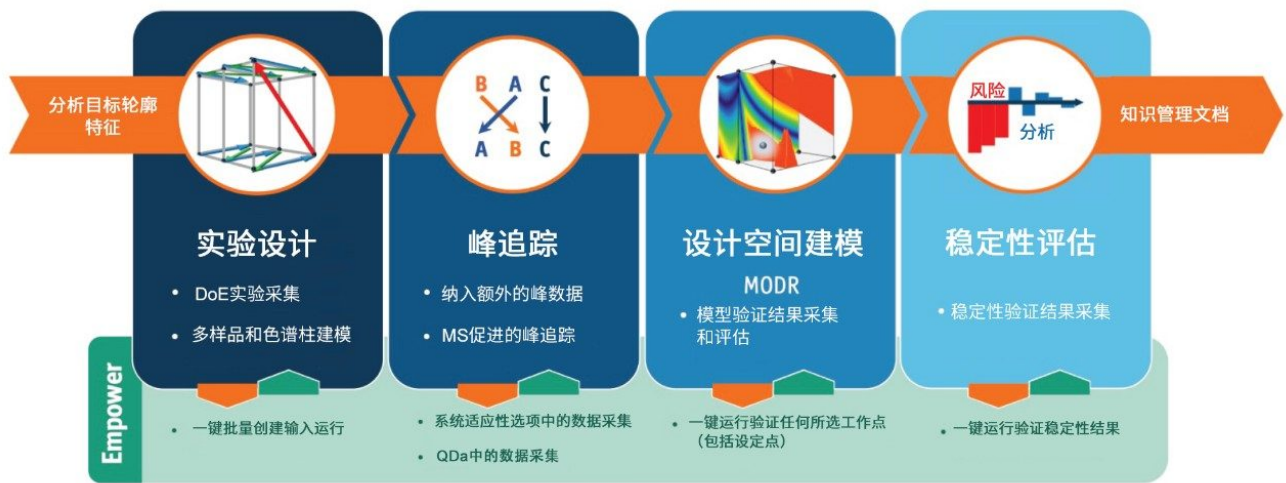 分析目标轮廓
特征
B A C
A B C
风险
分析
知识管理文档
实验设计
• DoE实验采集
• 多样品和色谱柱建模
峰追踪
• 纳入额外的峰数据
• MS促进的峰追踪
设计空间建模
MODR
• 模型验证结果采集
和评估
稳定性评估
• 稳定性验证结果采集
Empower
• 一键批量创建输入运行
• 系统适应性选项中的数据采集
• QDa中的数据采集
• 一键运行验证任何所选工作点
（包括设定点）
• 一键运行验证稳定性结果